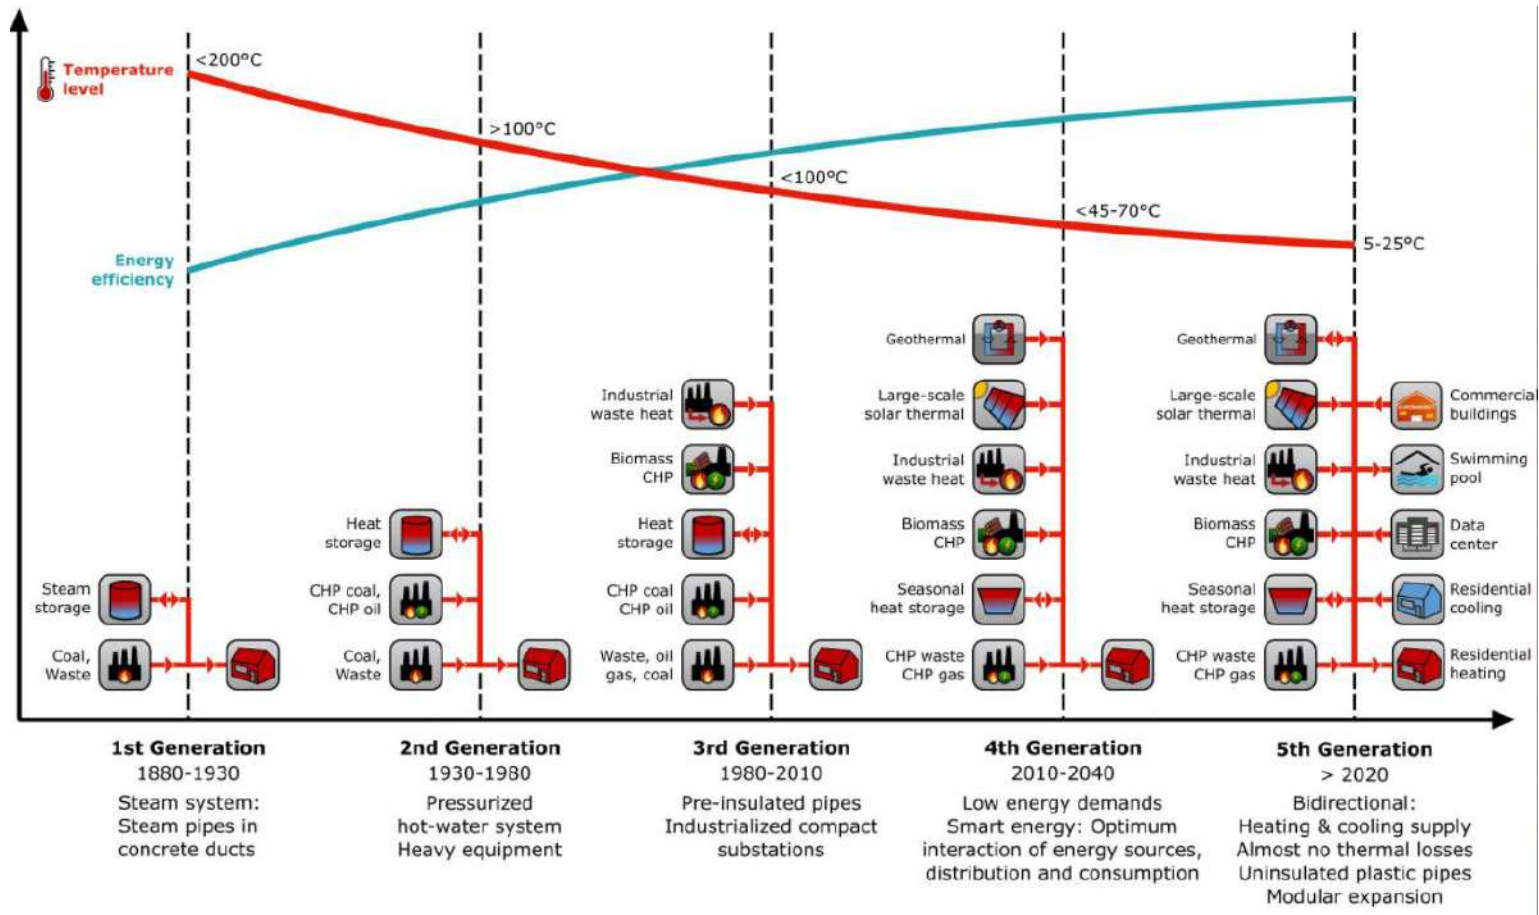 <200°C
Temperature
level
>100°C
<100°C
<45-70°C
5-25°C
Energy
efficiency
Steam
storage
Coal,
Waste
Heat
storage
CHP coal,
CHP oil
Coal,
Waste
Industrial
waste heat
Biomass
CHP
Heat
storage
CHP coal
CHP oil
Waste, oil
gas, coal
Geothermal
Large-scale
solar thermal
Industrial
waste heat
Biomass
CHP
Seasonal
heat storage
CHP waste
CHP gas
Geothermal
Large-scale
solar thermal
Industrial
waste heat
Biomass
CHP
Seasonal
heat storage
CHP waste
CHP gas
Commercial
buildings
Swimming
pool
Data
center
Residential
cooling
Residential
heating
1st Generation
1880-1930
Steam system:
Steam pipes in
concrete ducts
2nd Generation
1930-1980
Pressurized
hot-water system
Heavy equipment
3rd Generation
1980-2010
Pre-insulated pipes
Industrialized compact
substations
4th Generation
2010-2040
Low energy demands
Smart energy: Optimum
interaction of energy sources,
distribution and consumption
5th Generation
> 2020
Bidirectional:
Heating & cooling supply
Almost no thermal losses
Uninsulated plastic pipes
Modular expansion